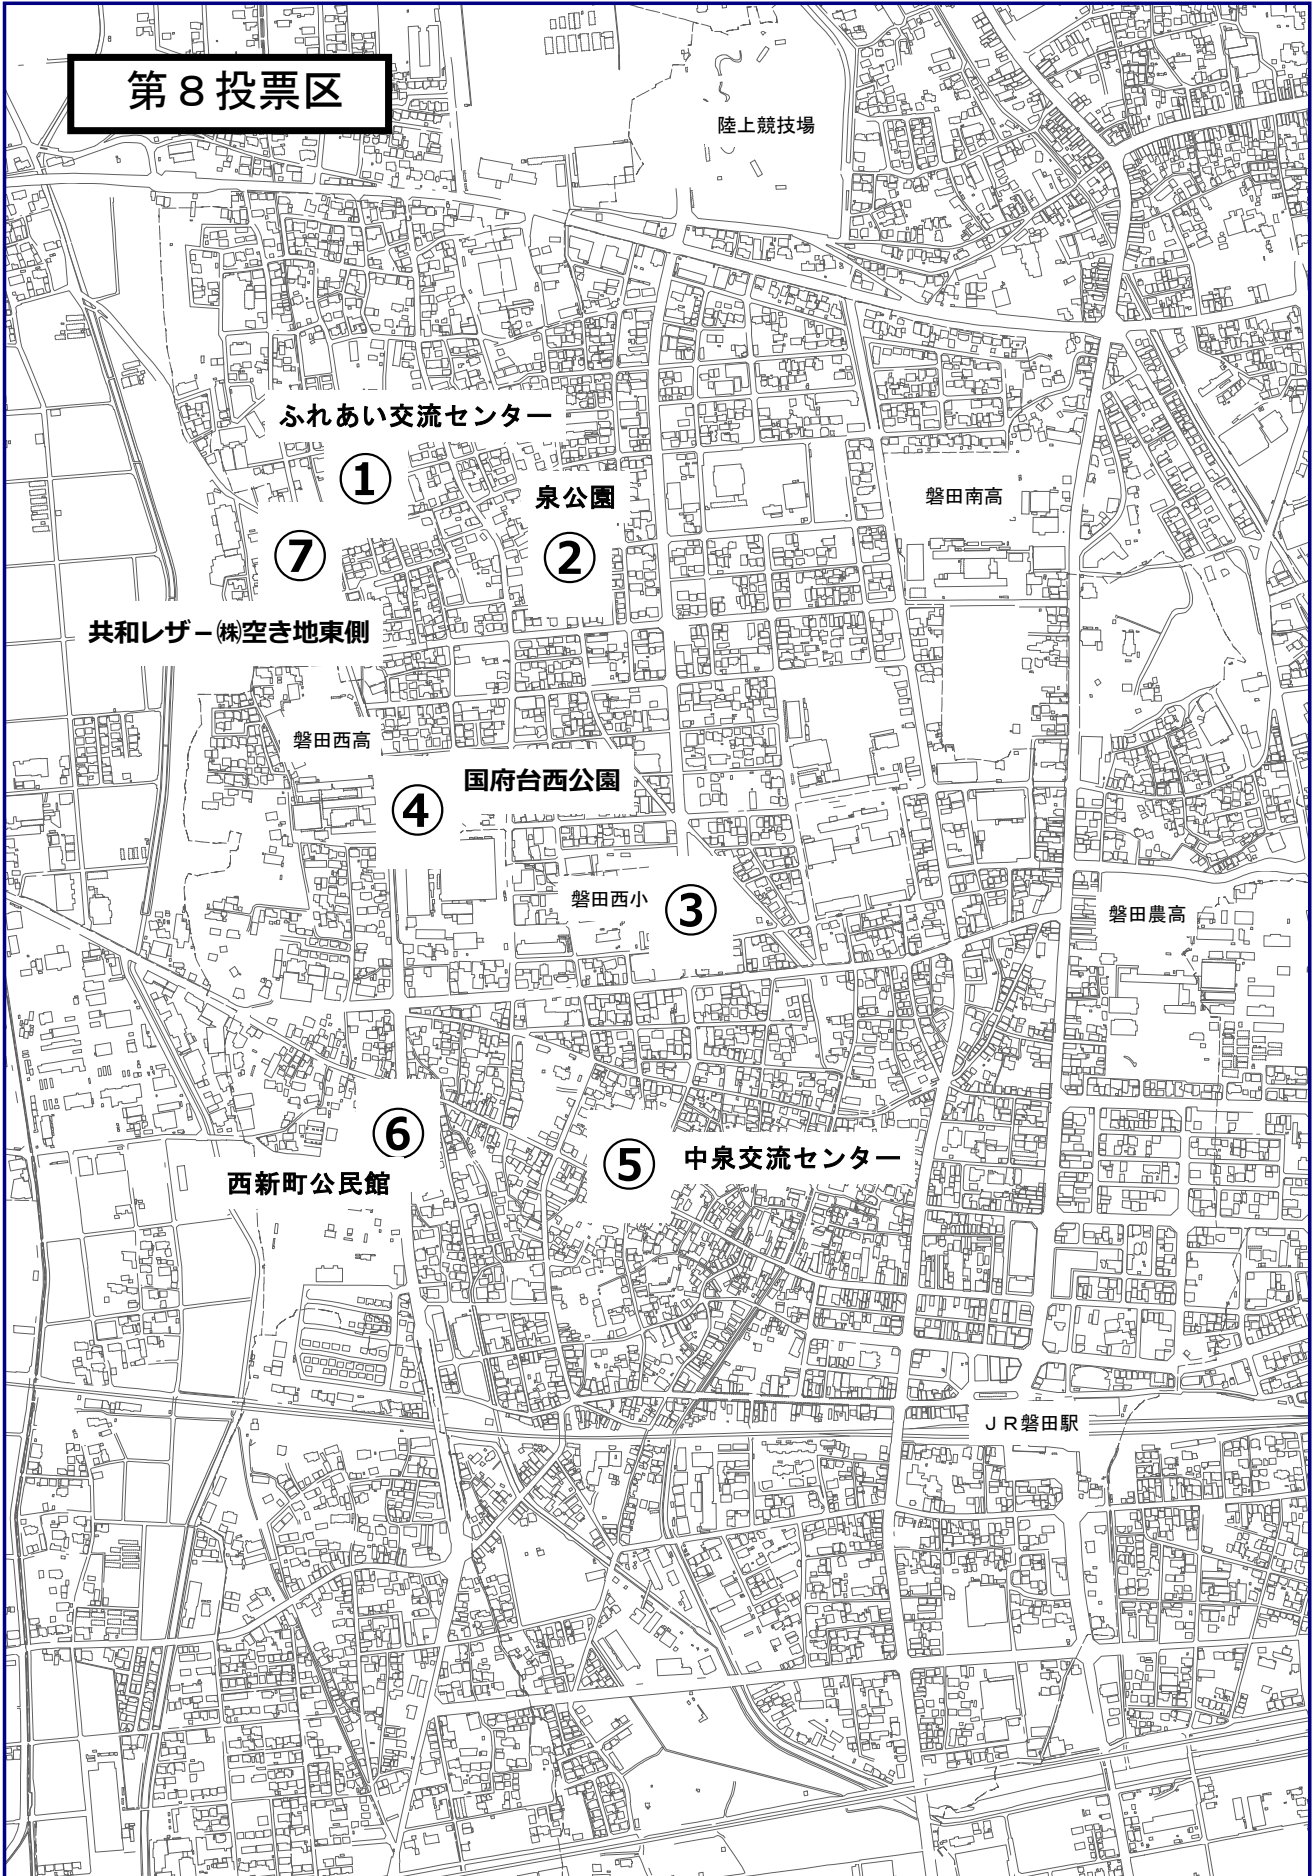 第８投票区
陸上競技場
ふれあい交流センター
①
泉公園
磐田南高
②
⑦
共和レザー㈱空き地東側
磐田西高
国府台西公園
④
磐田西小
③
磐田農高
⑥
⑤
中泉交流センター
西新町公民館
ＪＲ磐田駅